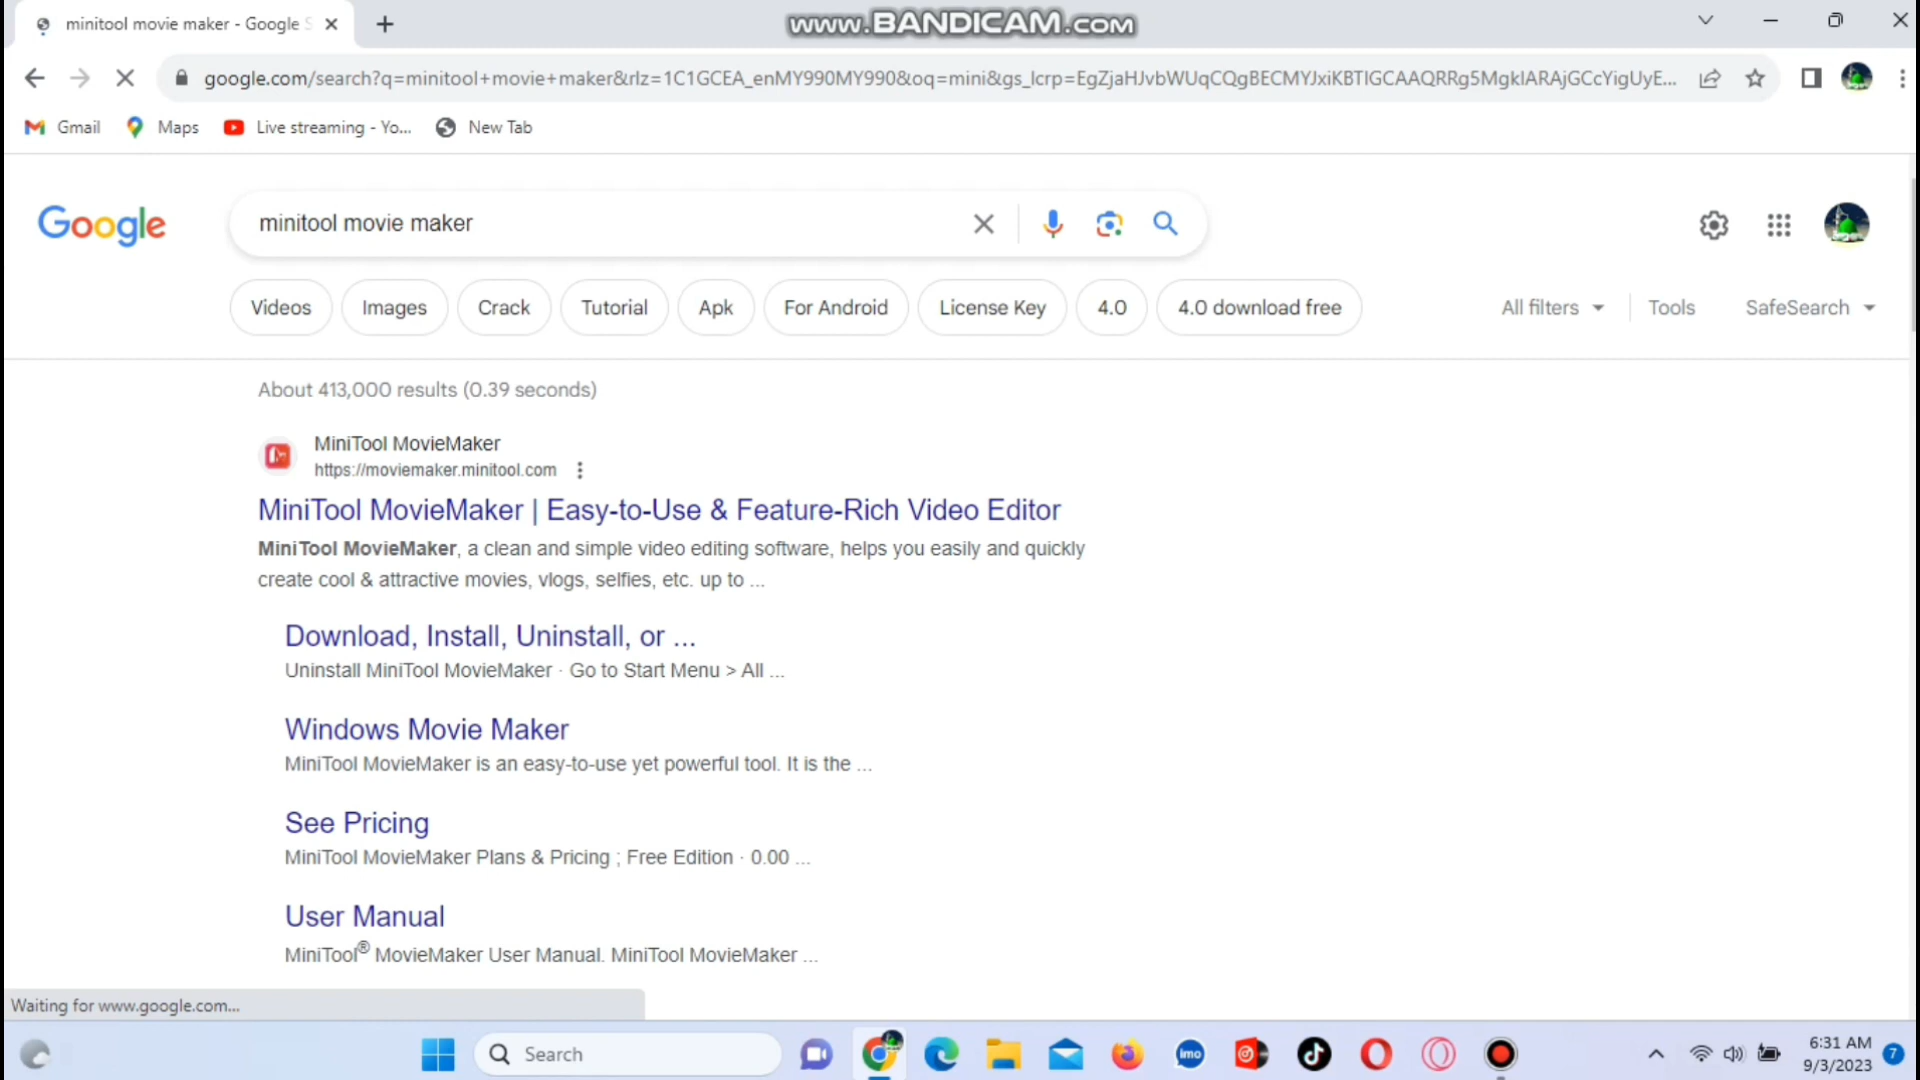 minitool movie maker - Google S
www.BANDICAM.com
google.com/search?q=minitool+movie+maker&rlz=1C1GCEA_enMY990MY990&oq=mini&gs_lcrp=EgZjaHJvbWUqCQgBECMYJxiKBTIGCAAQRRg5MgkIARAjGCcYigUyE...
Gmail
Maps
Live streaming - Yo...
New Tab
Google
minitool movie maker
Videos
Images
Crack
Tutorial
Apk
For Android
License Key
4.0
4.0 download free
All filters
Tools
SafeSearch
About 413,000 results (0.39 seconds)
MiniTool MovieMaker
https://moviemaker.minitool.com
MiniTool MovieMaker | Easy-to-Use & Feature-Rich Video Editor
MiniTool MovieMaker, a clean and simple video editing software, helps you easily and quickly
create cool & attractive movies, vlogs, selfies, etc. up to ...
Download, Install, Uninstall, or ...
Uninstall MiniTool MovieMaker · Go to Start Menu > All ...
Windows Movie Maker
MiniTool MovieMaker is an easy-to-use yet powerful tool. It is the ...
See Pricing
MiniTool MovieMaker Plans & Pricing ; Free Edition · 0.00 ...
User Manual
MiniTool® MovieMaker User Manual. MiniTool MovieMaker ...
Waiting for www.google.com...
Search
imo
6:31 AM
9/3/2023
7